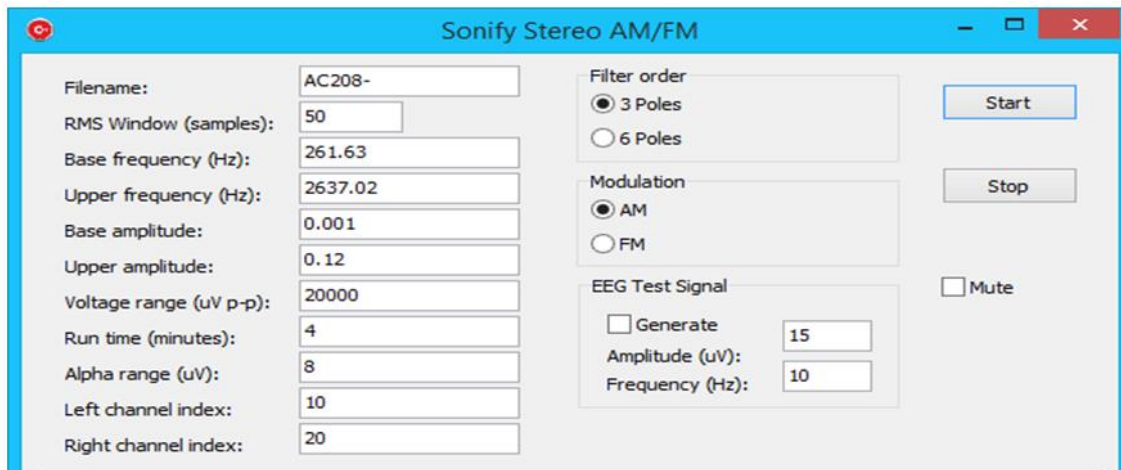 Sonify Stereo AM/FM
Filename: AC208-
RMS Window (samples): 50
Base frequency (Hz): 261.63
Upper frequency (Hz): 2637.02
Base amplitude: 0.001
Upper amplitude: 0.12
Voltage range (uV p-p): 20000
Run time (minutes): 4
Alpha range (uV): 8
Left channel index: 10
Right channel index: 20
Filter order
3 Poles
6 Poles
Modulation
AM
FM
EEG Test Signal
Generate
Amplitude (uV): 15
Frequency (Hz): 10
Start
Stop
Mute